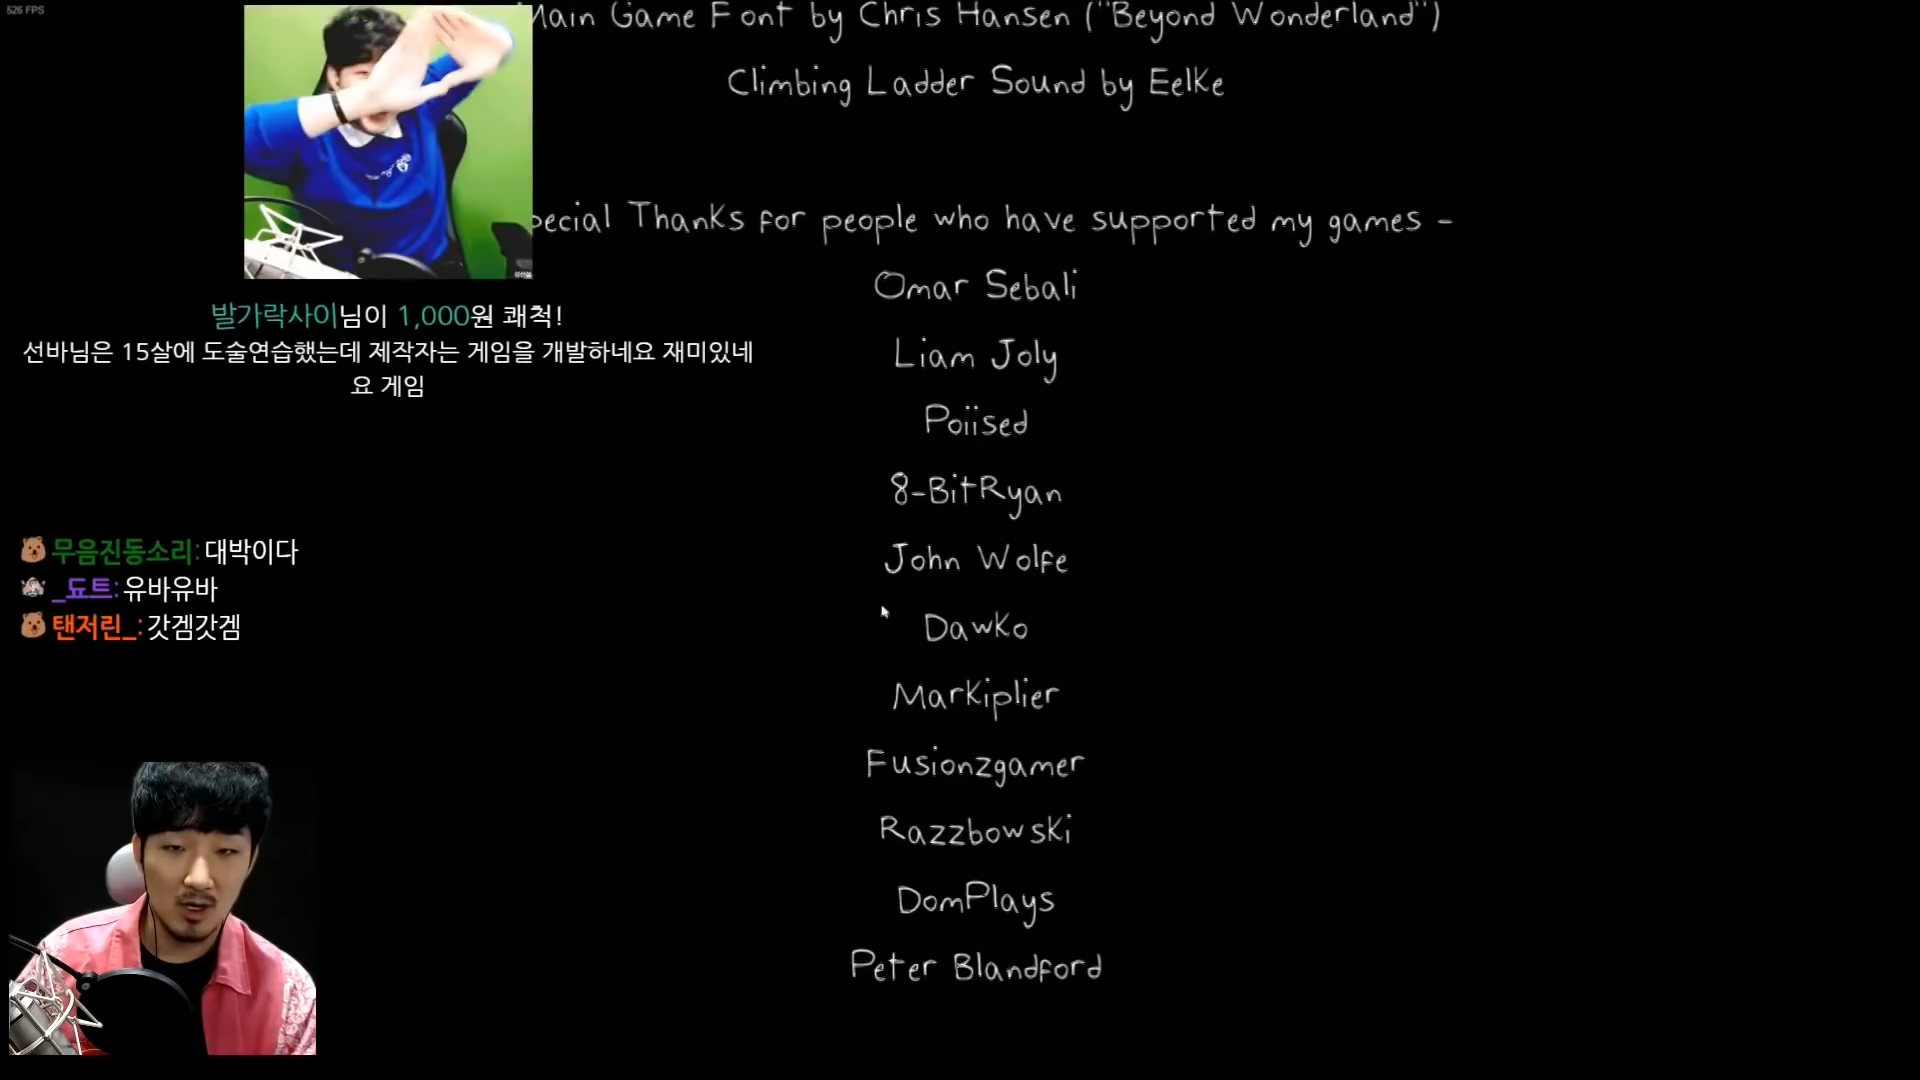 526 FPS
Main Game Font by Chris Hansen ("Beyond Wonderland")
Climbing Ladder Sound by Eelke
pecial Thanks for people who have supported my games -
Omar Sebali
Liam Joly
Poiised
8-BitRyan
John Wolfe
DawKo
Markiplier
Fusionzgamer
Razzbowski
DomPlays
Peter Blandford
발가락사이님이 1,000원 쾌척!
선바님은 15살에 도술연습했는데 제작자는 게임을 개발하네요 재미있네
요 게임
무음진동소리: 대박이다
_됴트: 유바유바
탠저린_: 갓겜갓겜